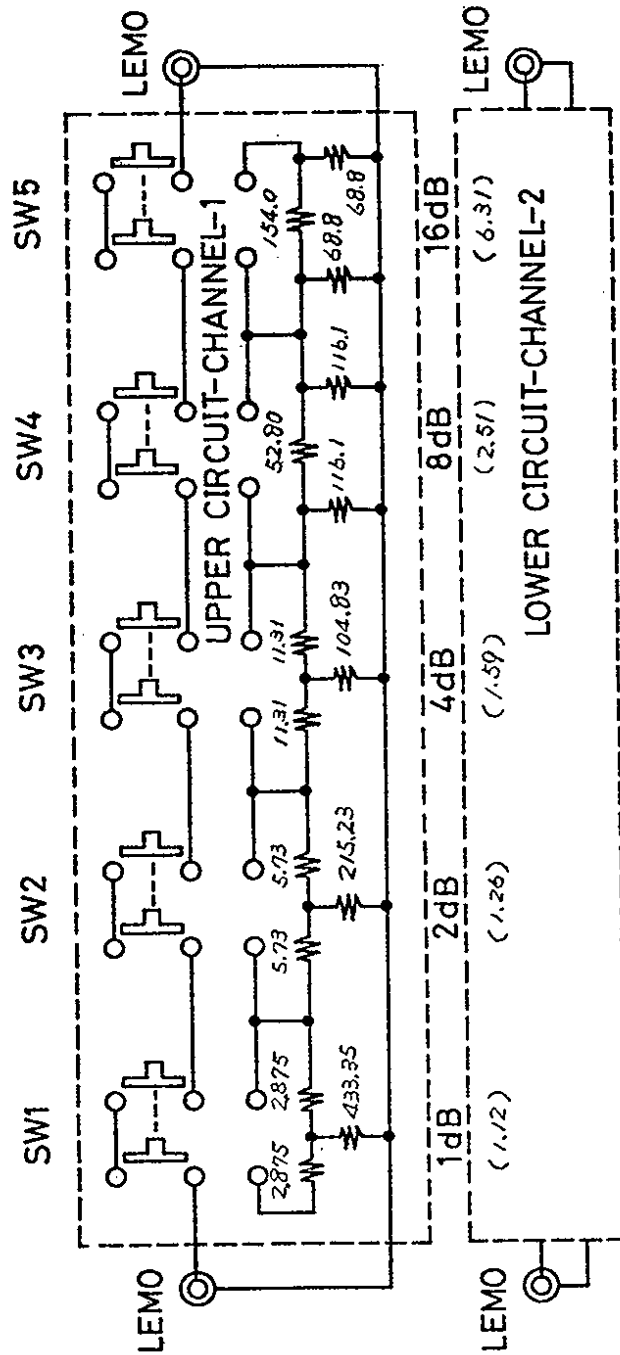 SW1 SW2 SW3 SW4 SW5
LEMO LEMO
UPPER CIRCUIT-CHANNEL-1
2.875 2.875 5.73 5.73 11.31 11.31 52.80 154.0
433.35 215.23 104.83 116.1 116.1 68.8 68.8
1dB 2dB 4dB 8dB 16dB
(1.12) (1.26) (1.59) (2.51) (6.31)
LEMO LEMO
LOWER CIRCUIT-CHANNEL-2